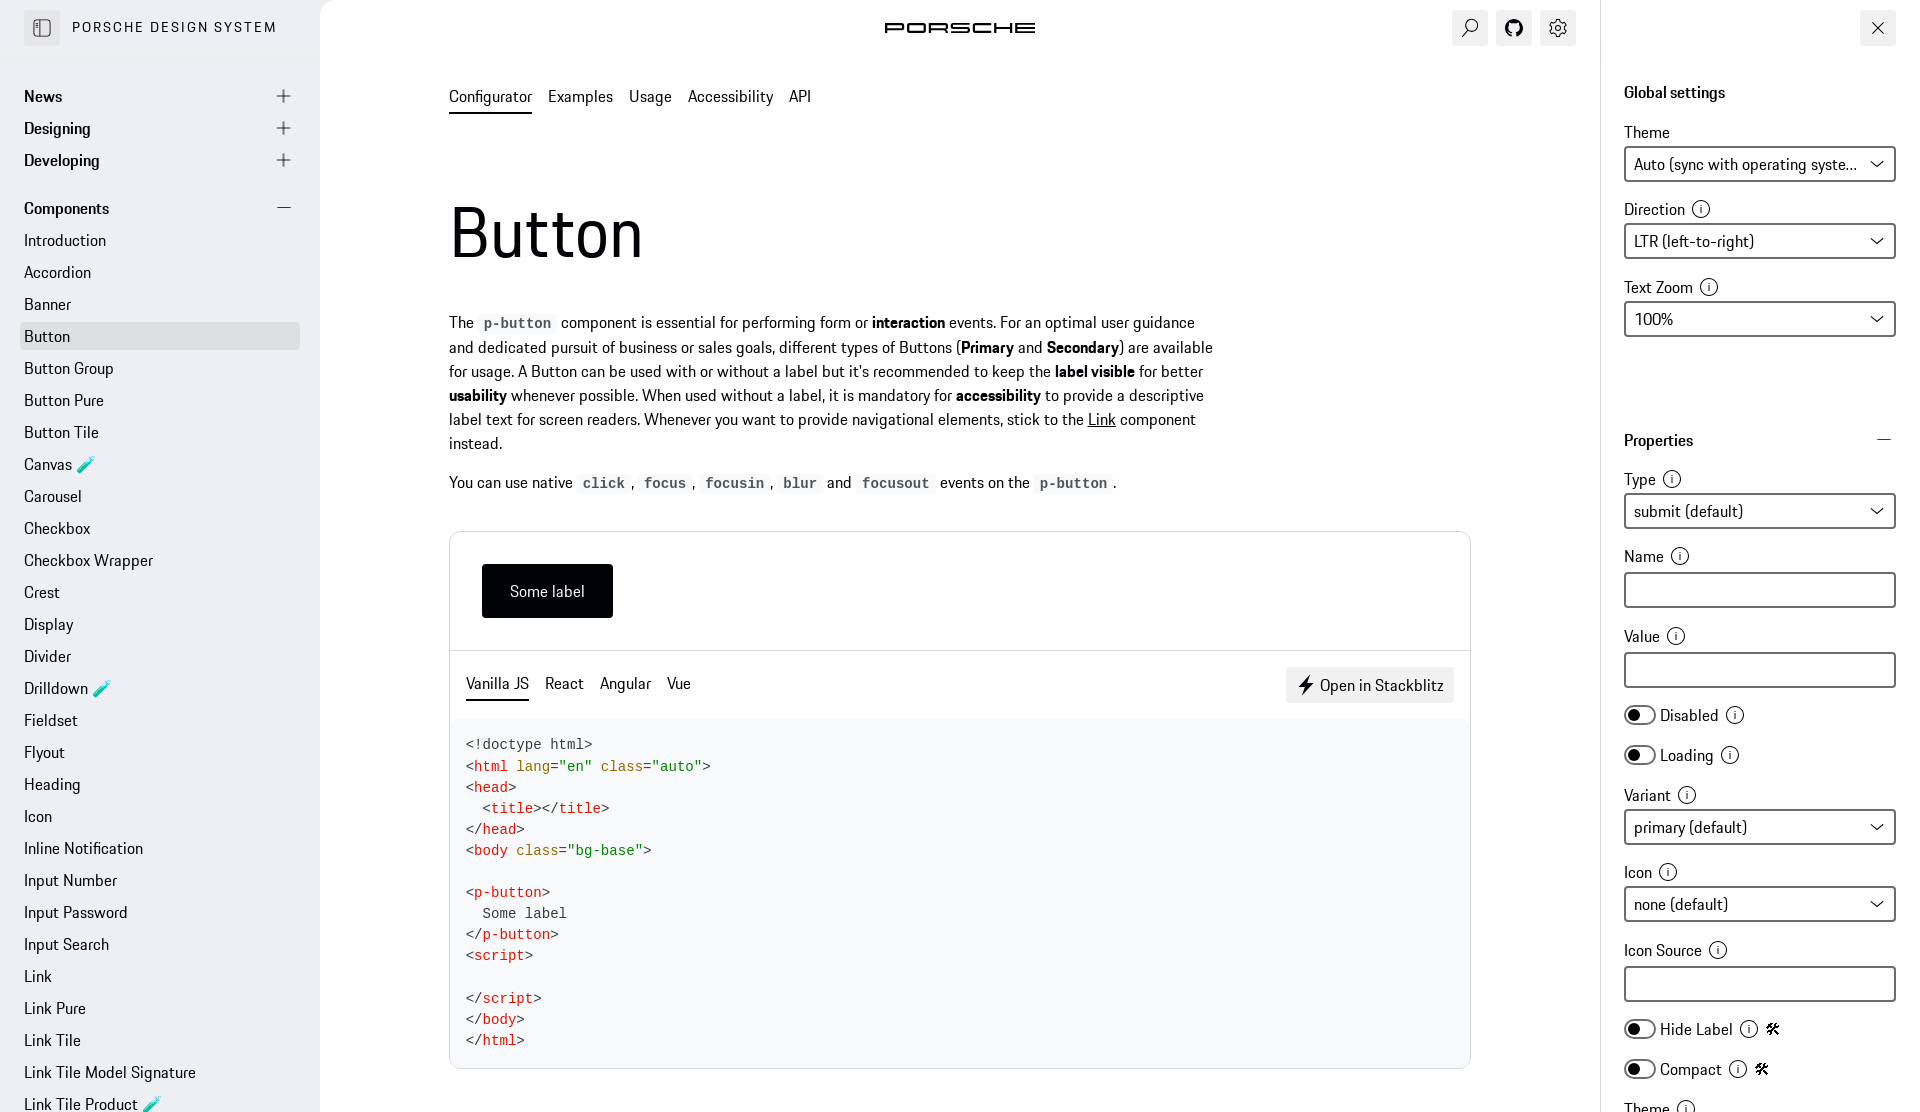 PORSCHE DESIGN SYSTEM
News
Designing
Developing
Components
Introduction
Accordion
Banner
Button
Button Group
Button Pure
Button Tile
Canvas 🧪
Carousel
Checkbox
Checkbox Wrapper
Crest
Display
Divider
Drilldown 🧪
Fieldset
Flyout
Heading
Icon
Inline Notification
Input Number
Input Password
Input Search
Link
Link Pure
Link Tile
Link Tile Model Signature
Link Tile Product 🧪
PORSCHE
Configurator Examples Usage Accessibility API
Button
The p-button component is essential for performing form or interaction events. For an optimal user guidance
and dedicated pursuit of business or sales goals, different types of Buttons (Primary and Secondary) are available
for usage. A Button can be used with or without a label but it's recommended to keep the label visible for better
usability whenever possible. When used without a label, it is mandatory for accessibility to provide a descriptive
label text for screen readers. Whenever you want to provide navigational elements, stick to the Link component
instead.
You can use native click, focus, focusin, blur and focusout events on the p-button.
Some label
Vanilla JS React Angular Vue
Open in Stackblitz
<!doctype html>
<html lang="en" class="auto">
<head>
  <title></title>
</head>
<body class="bg-base">
<p-button>
  Some label
</p-button>
<script>
</script>
</body>
</html>
Global settings
Theme
Auto (sync with operating syste...
Direction
LTR (left-to-right)
Text Zoom
100%
Properties
Type
submit (default)
Name
Value
Disabled
Loading
Variant
primary (default)
Icon
none (default)
Icon Source
Hide Label 🛠
Compact 🛠
Theme